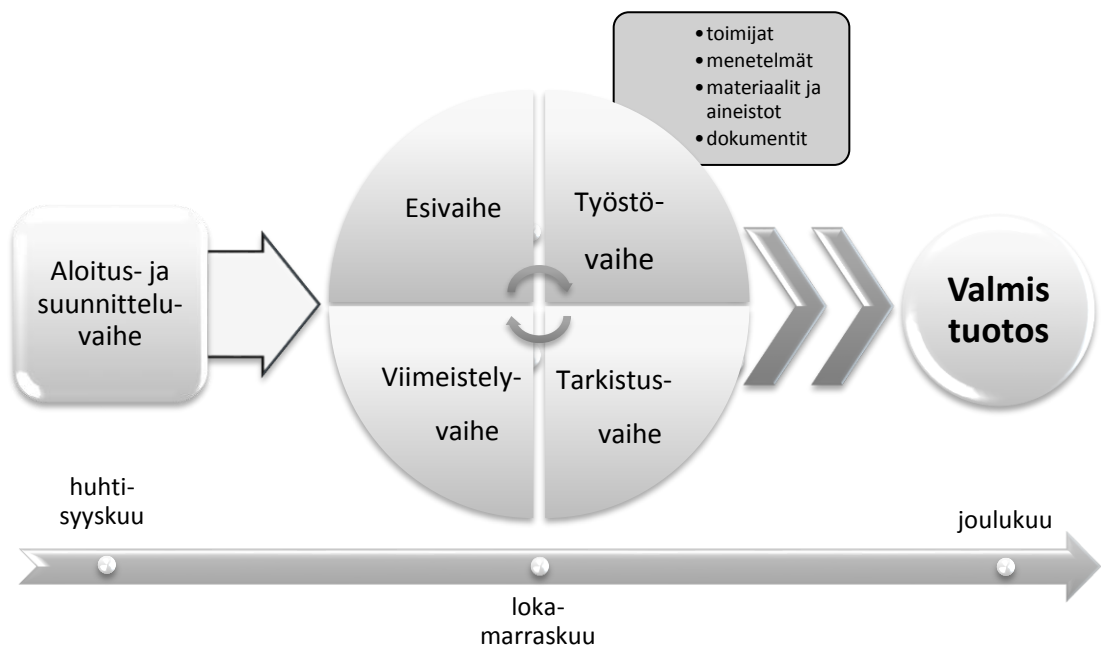 • toimijat
• menetelmät
• materiaalit ja
aineistot
• dokumentit
Esivaihe
Työstö-
vaihe
Aloitus- ja
suunnittelu-
vaihe
Valmis
tuotos
Viimeistely-
vaihe
Tarkistus-
vaihe
huhti-
syyskuu
joulukuu
loka-
marraskuu